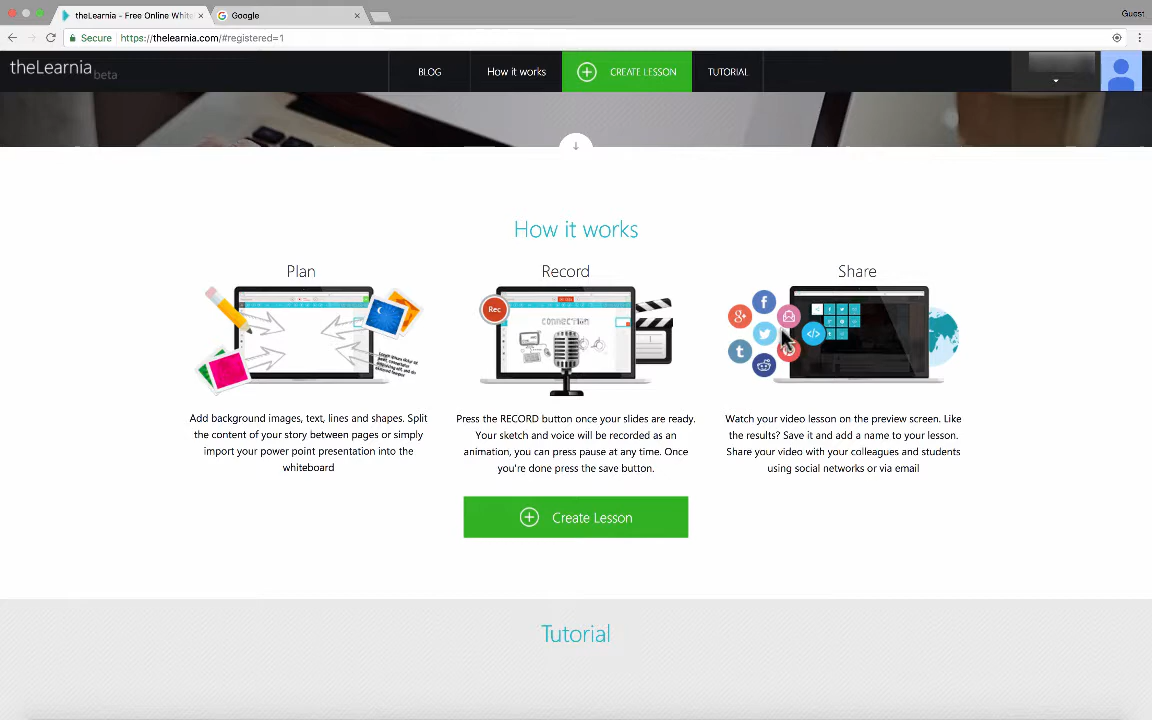 theLearnia – Free Online White
Google
Guest
Secure
https://thelearnia.com/#registered=1
theLearnia beta
BLOG
How it works
CREATE LESSON
TUTORIAL
How it works
Plan
Record
Share
Rec
connection
Add background images, text, lines and shapes. Split
the content of your story between pages or simply
import your power point presentation into the
whiteboard
Press the RECORD button once your slides are ready.
Your sketch and voice will be recorded as an
animation, you can press pause at any time. Once
you're done press the save button.
Watch your video lesson on the preview screen. Like
the results? Save it and add a name to your lesson.
Share your video with your colleagues and students
using social networks or via email
Create Lesson
Tutorial